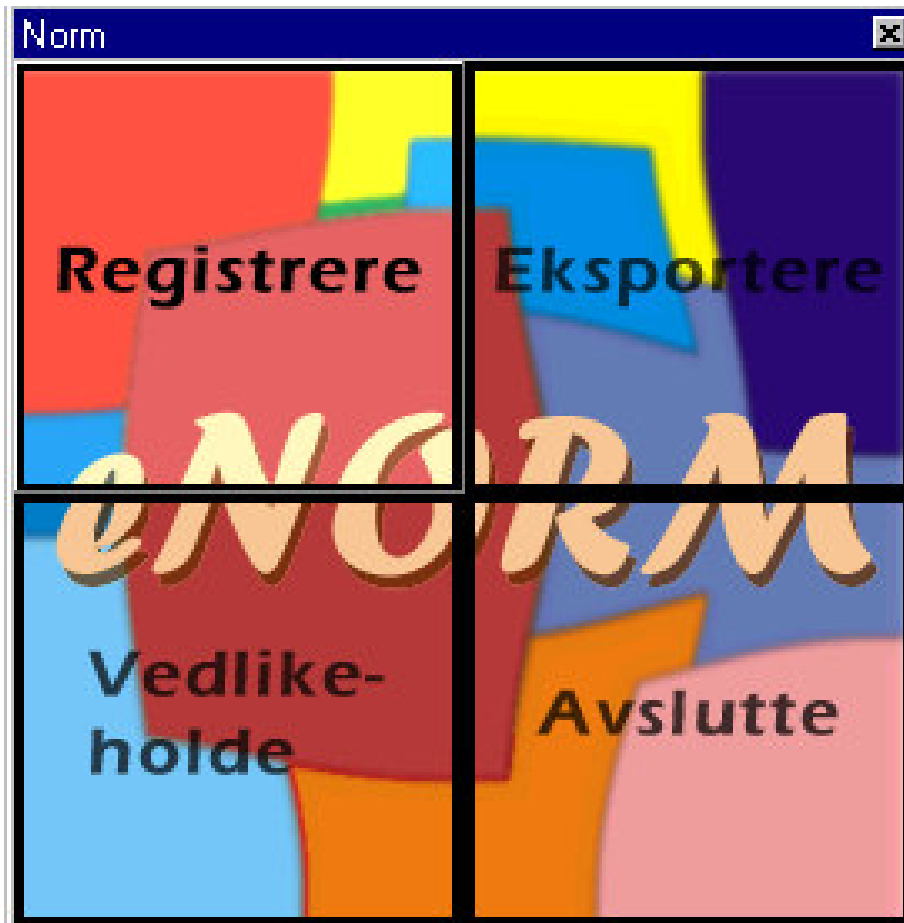 Norm
Registrere
Eksportere
eNORM
Vedlike-
holde
Avslutte